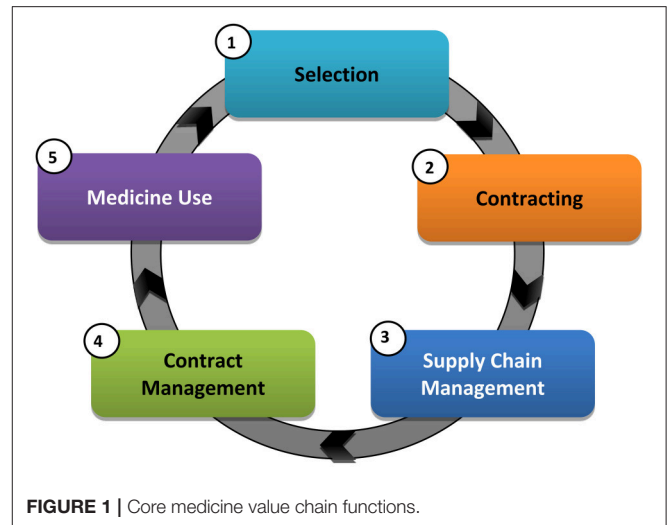 1
Selection
2
Contracting
3
Supply Chain
Management
4
Contract
Management
5
Medicine Use
FIGURE 1 | Core medicine value chain functions.